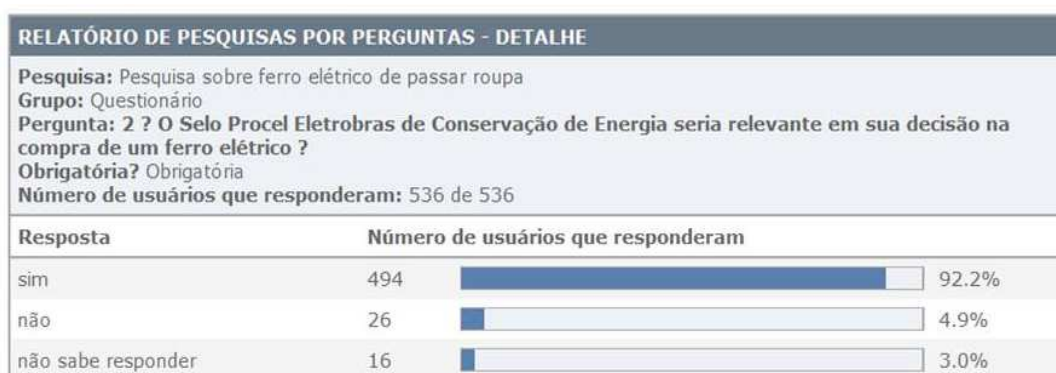 RELATÓRIO DE PESQUISAS POR PERGUNTAS - DETALHE
Pesquisa: Pesquisa sobre ferro elétrico de passar roupa
Grupo: Questionário
Pergunta: 2 ? O Selo Procel Eletrobras de Conservação de Energia seria relevante em sua decisão na
compra de um ferro elétrico ?
Obrigatória? Obrigatória
Número de usuários que responderam: 536 de 536
Resposta Número de usuários que responderam
sim 494 92.2%
não 26 4.9%
não sabe responder 16 3.0%